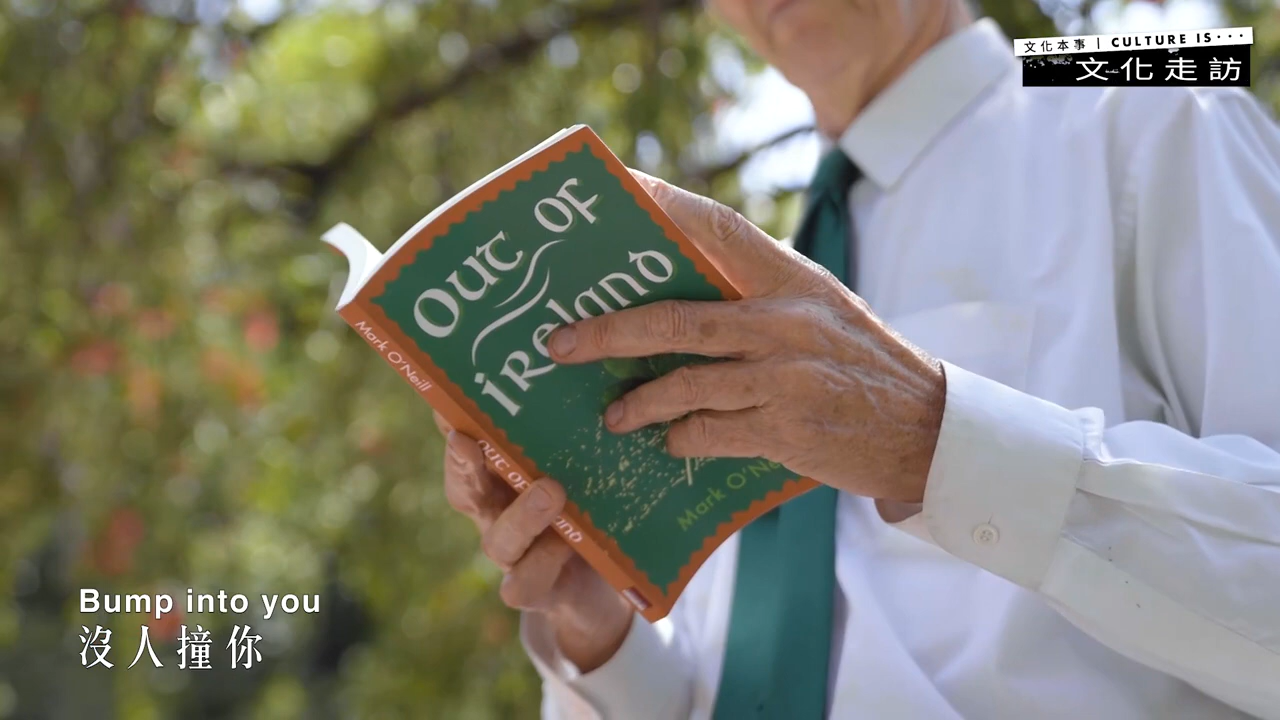 文化本事 | CULTURE IS···
文化走訪
OUT OF
IRELAND
Mark O'Neill
Mark O'Neill
OUT OF
Bump into you
沒人撞你